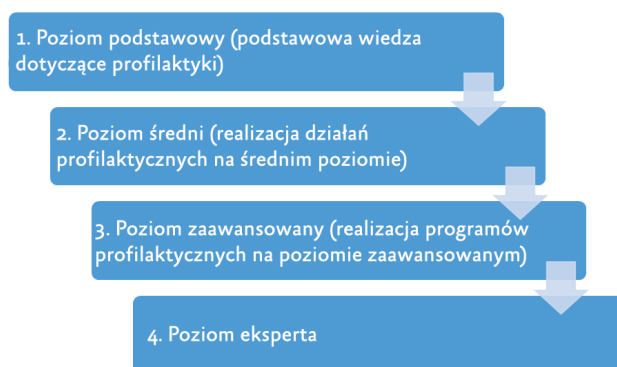 1. Poziom podstawowy (podstawowa wiedza
dotyczące profilaktyki)
2. Poziom średni (realizacja działań
profilaktycznych na średnim poziomie)
3. Poziom zaawansowany (realizacja programów
profilaktycznych na poziomie zaawansowanym)
4. Poziom eksperta